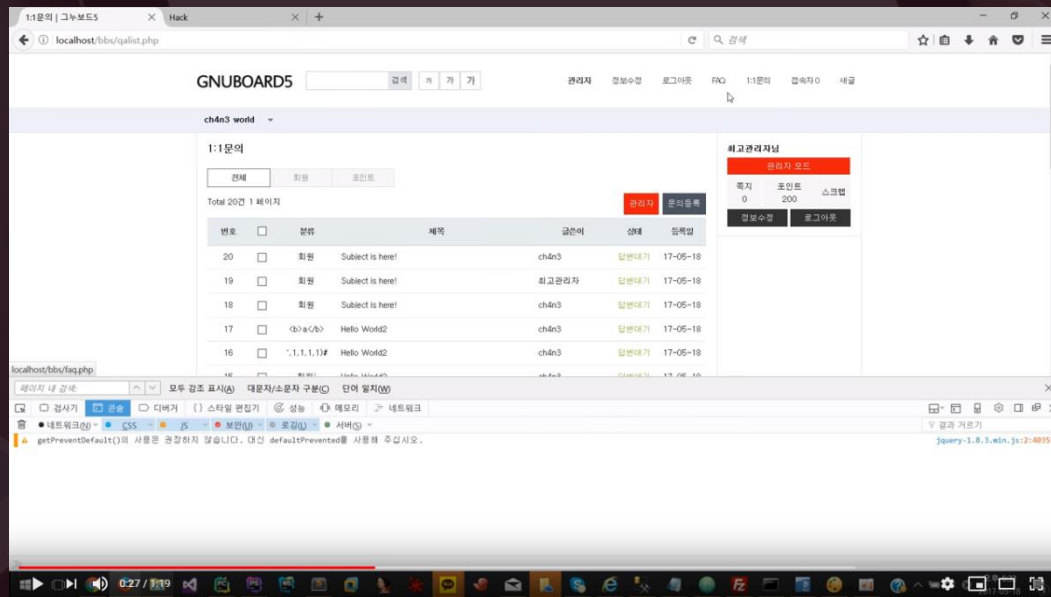 1:1문의 | 그누보드5
Hack
localhost/bbs/qalist.php
검색
GNUBOARD5
검색
가 가 가
관리자 정보수정 로그아웃 FAQ 1:1문의 접속자 0 새글
ch4n3 world
1:1문의
전체 회원 포인트
Total 20건 1 페이지
관리자 문의등록
번호 분류 제목 글쓴이 상태 등록일
20 회원 Subject is here! ch4n3 답변대기 17-05-18
19 회원 Subject is here! 최고관리자 답변대기 17-05-18
18 회원 Subject is here! ch4n3 답변대기 17-05-18
17 <b>a</b> Hello World2 ch4n3 답변대기 17-05-18
16 ',1,1,1,1)# Hello World2 ch4n3 답변대기 17-05-18
최고관리자님
관리자 모드
쪽지 포인트 스크랩
0 200
정보수정 로그아웃
localhost/bbs/faq.php
페이지 내 검색
모두 강조 표시(A) 대문자/소문자 구분(C) 단어 일치(W)
검사기 콘솔 디버거 스타일 편집기 성능 메모리 네트워크
네트워크(N) CSS JS 보안(U) 로깅(L) 서버(S)
결과 거르기
getPreventDefault()의 사용은 권장하지 않습니다. 대신 defaultPrevented를 사용해 주십시오.
jquery-1.8.3.min.js:2:4035
0:27 / 1:19